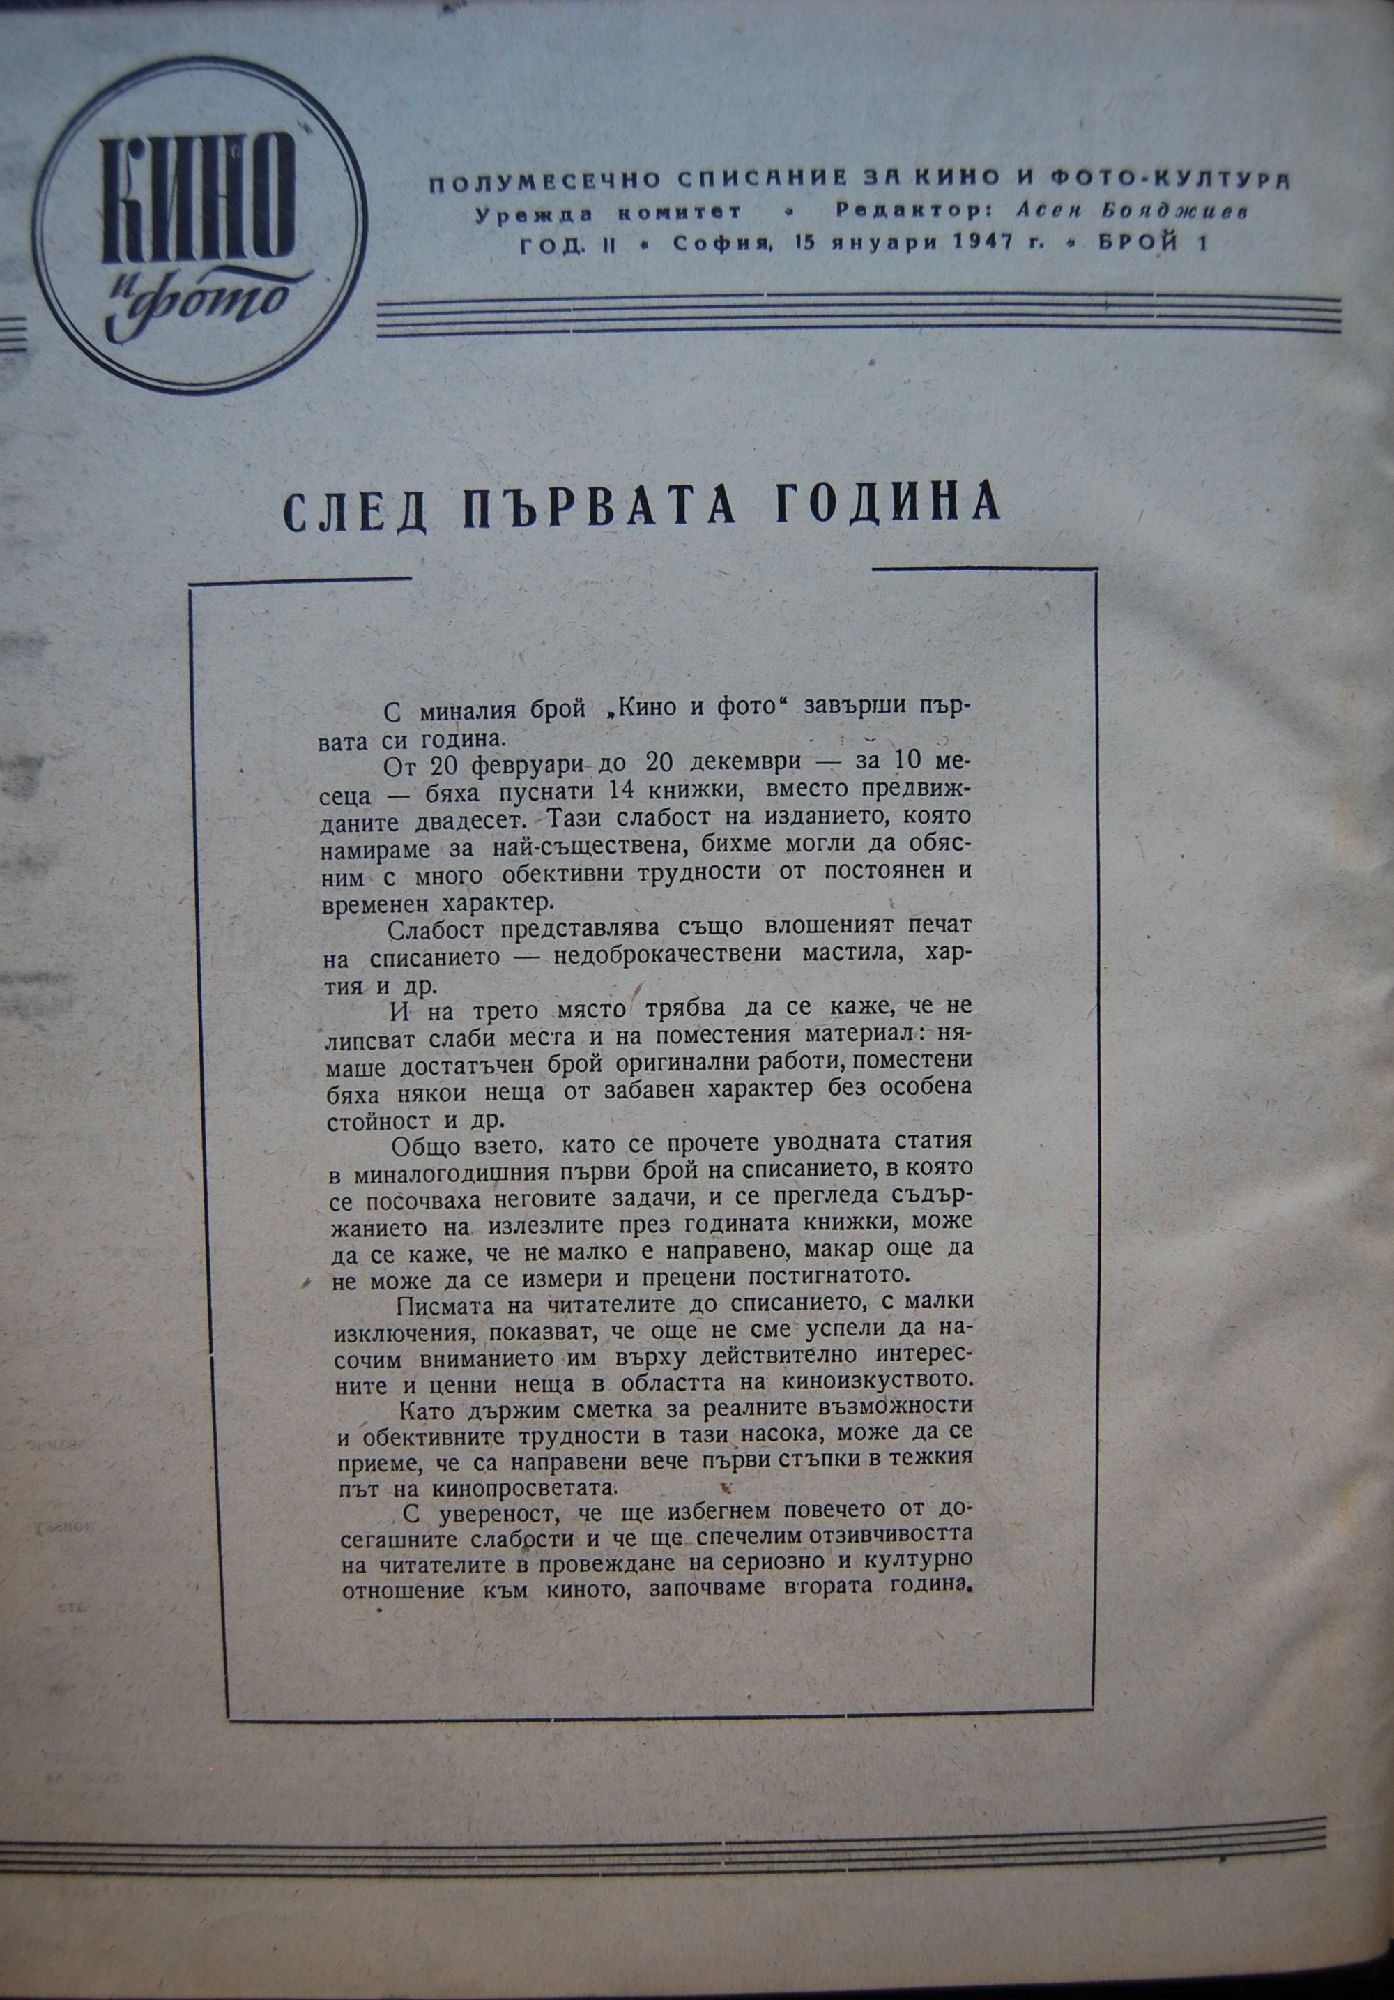 КИНО
и фото
ПОЛУМЕСЕЧНО СПИСАНИЕ ЗА КИНО И ФОТО-КУЛТУРА
Урежда комитет • Редактор: Асен Бояджиев
ГОД. II • София, 15 януари 1947 г. • БРОЙ 1
СЛЕД ПЪРВАТА ГОДИНА
С миналия брой „Кино и фото“ завърши пър-
вата си година.
От 20 февруари до 20 декември — за 10 ме-
сеца — бяха пуснати 14 книжки, вместо предвиж-
даните двадесет. Тази слабост на изданието, която
намираме за най-съществена, бихме могли да обяс-
ним с много обективни трудности от постоянен и
временен характер.
Слабост представлява също влошеният печат
на списанието — недоброкачествени мастила, хар-
тия и др.
И на трето място трябва да се каже, че не
липсват слаби места и на поместения материал: ня-
маше достатъчен брой оригинални работи, поместени
бяха някои неща от забавен характер без особена
стойност и др.
Общо взето, като се прочете уводната статия
в миналогодишния първи брой на списанието, в която
се посочваха неговите задачи, и се прегледа съдър-
жанието на излезлите през годината книжки, може
да се каже, че не малко е направено, макар още да
не може да се измери и прецени постигнатото.
Писмата на читателите до списанието, с малки
изключения, показват, че още не сме успели да на-
сочим вниманието им върху действително интерес-
ните и ценни неща в областта на киноизкуството.
Като държим сметка за реалните възможности
и обективните трудности в тази насока, може да се
приеме, че са направени вече първи стъпки в тежкия
път на кинопросветата.
С увереност, че ще избегнем повечето от до-
сегашните слабости и че ще спечелим отзивчивостта
на читателите в провеждане на сериозно и културно
отношение към киното, започваме втората година.